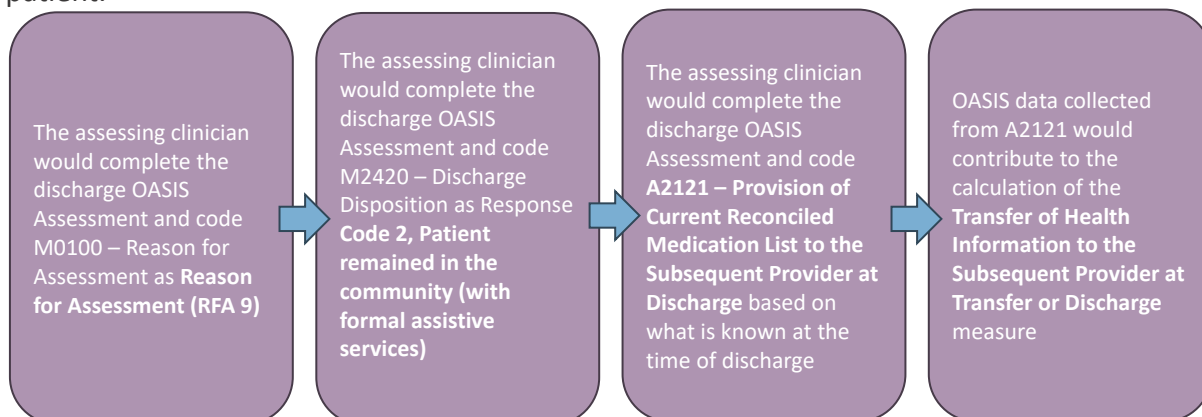 patient.
The assessing clinician
would complete the
discharge OASIS
Assessment and code
M0100 – Reason for
Assessment as Reason
for Assessment (RFA 9)
The assessing clinician
would complete the
discharge OASIS
Assessment and code
M2420 – Discharge
Disposition as Response
Code 2, Patient
remained in the
community (with
formal assistive
services)
The assessing clinician
would complete the
discharge OASIS
Assessment and code
A2121 – Provision of
Current Reconciled
Medication List to the
Subsequent Provider at
Discharge based on
what is known at the
time of discharge
OASIS data collected
from A2121 would
contribute to the
calculation of the
Transfer of Health
Information to the
Subsequent Provider at
Transfer or Discharge
measure